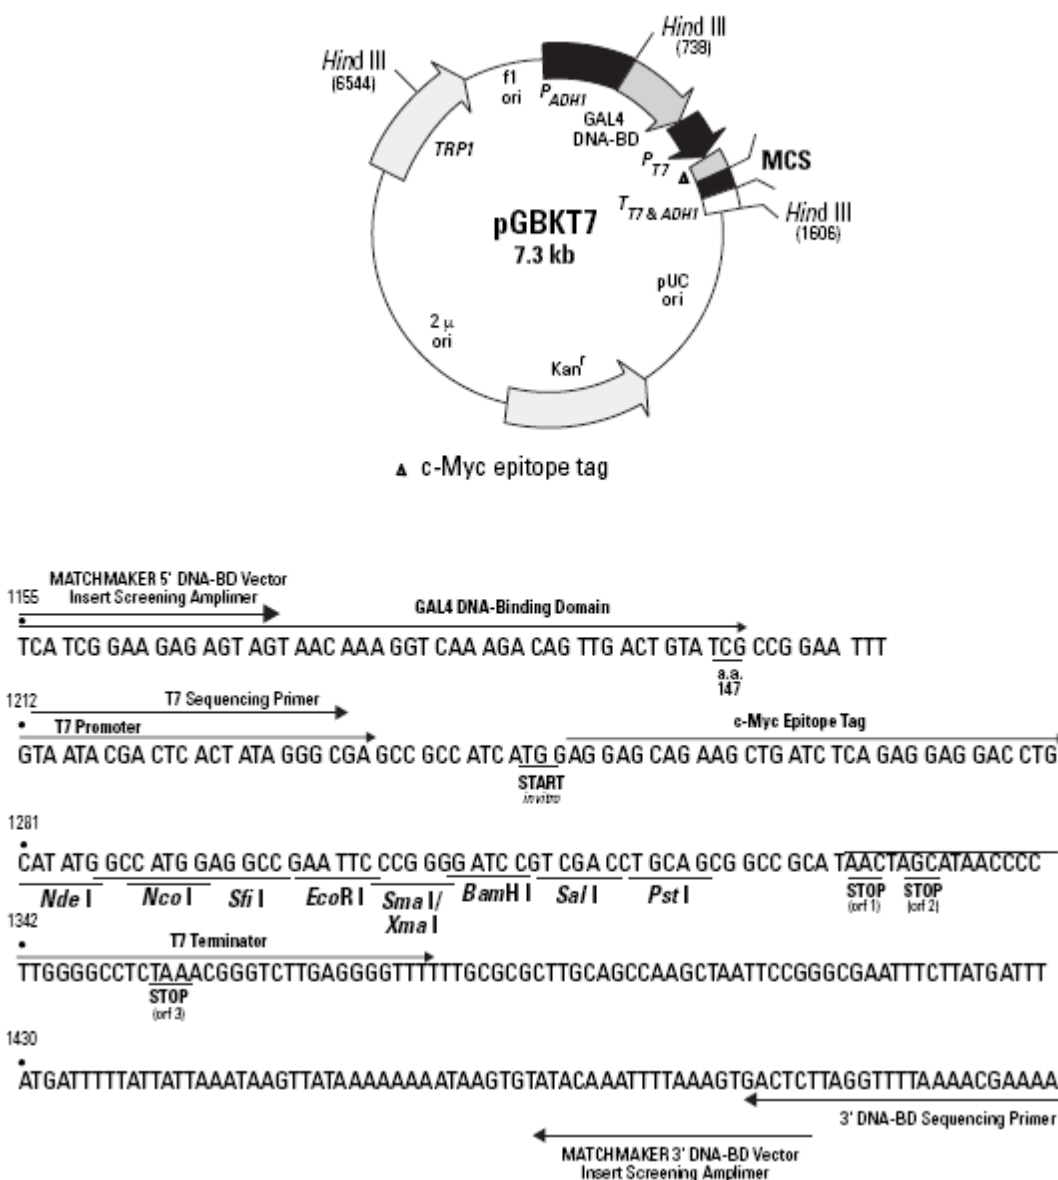 Hind III
(738)
Hind III
(6544)
f1
ori
PADH1
GAL4
DNA-BD
TRP1
PT7
MCS
TT7 & ADH1
Hind III
(1606)
pGBKT7
7.3 kb
pUC
ori
2 μ
ori
Kanr
c-Myc epitope tag
MATCHMAKER 5' DNA-BD Vector
Insert Screening Amplimer
1155
GAL4 DNA-Binding Domain
TCA TCG GAA GAG AGT AGT AAC AAA GGT CAA AGA CAG TTG ACT GTA TCG CCG GAA TTT
a.a.
147
1212
T7 Sequencing Primer
T7 Promoter
c-Myc Epitope Tag
GTA ATA CGA CTC ACT ATA GGG CGA GCC GCC ATC ATG GAG GAG CAG AAG CTG ATC TCA GAG GAG GAC CTG
START
in vitro
1281
CAT ATG GCC ATG GAG GCC GAA TTC CCG GGG ATC CGT CGA CCT GCA GCG GCC GCA TAACTAGCATAACCCC
Nde I Nco I Sfi I EcoR I Sma I/ BamH I Sal I Pst I STOP STOP
Xma I (orf 1) (orf 2)
1342
T7 Terminator
TTGGGGCCTCTAAACGGGTCTTGAGGGGTTTTTTGCGCGCTTGCAGCCAAGCTAATTCCGGGCGAATTTCTTATGATTT
STOP
(orf 3)
1430
ATGATTTTTATTATTAAATAAGTTATAAAAAAAATAAGTGTATACAAATTTTAAAGTGACTCTTAGGTTTTAAAACGAAAA
3' DNA-BD Sequencing Primer
MATCHMAKER 3' DNA-BD Vector
Insert Screening Amplimer